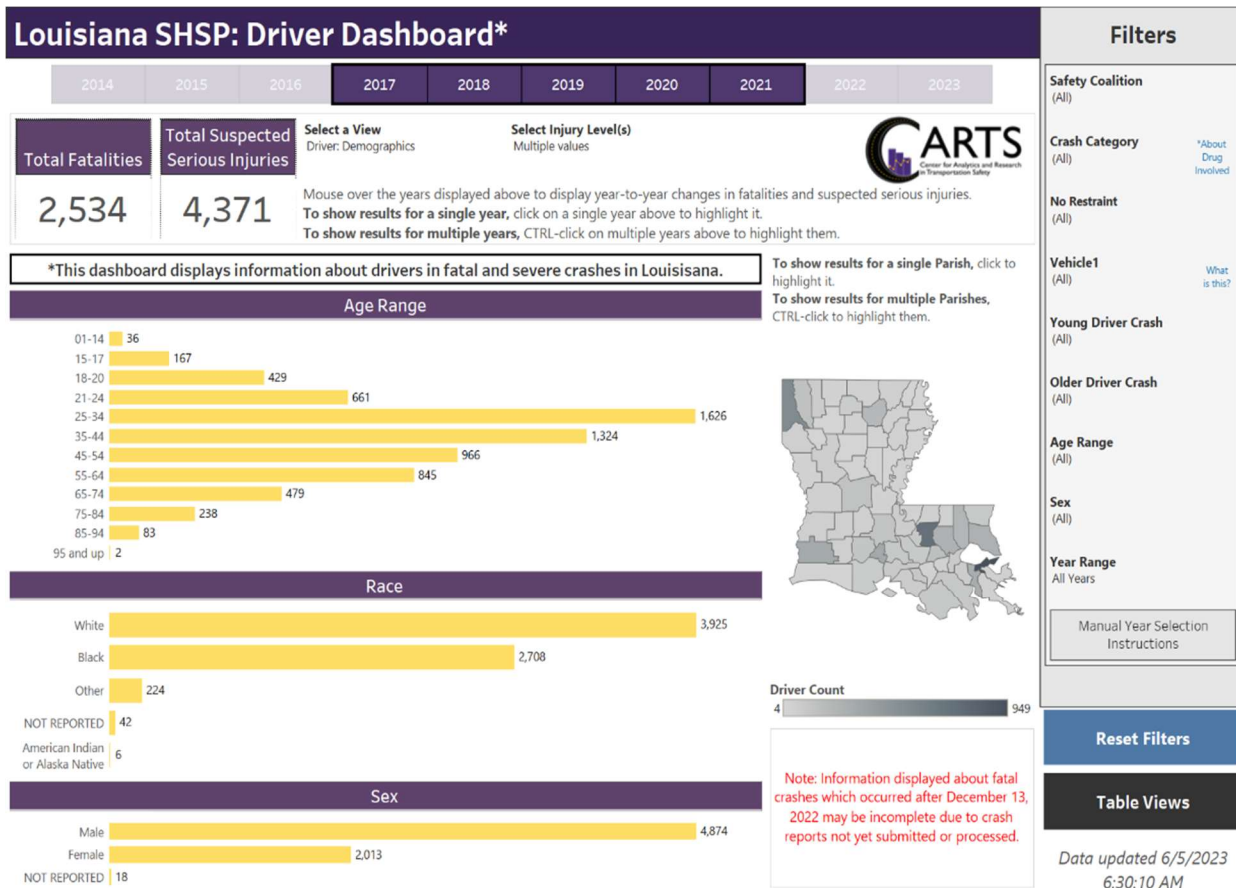 Louisiana SHSP: Driver Dashboard*
2014 2015 2016 2017 2018 2019 2020 2021 2022 2023
Total Fatalities
2,534
Total Suspected
Serious Injuries
4,371
Select a View
Driver: Demographics
Select Injury Level(s)
Multiple values
CARTS
Center for Analytics and Research
in Transportation Safety
Mouse over the years displayed above to display year-to-year changes in fatalities and suspected serious injuries.
To show results for a single year, click on a single year above to highlight it.
To show results for multiple years, CTRL-click on multiple years above to highlight them.
*This dashboard displays information about drivers in fatal and severe crashes in Louisisana.
Age Range
01-14 36
15-17 167
18-20 429
21-24 661
25-34 1,626
35-44 1,324
45-54 966
55-64 845
65-74 479
75-84 238
85-94 83
95 and up 2
Race
White 3,925
Black 2,708
Other 224
NOT REPORTED 42
American Indian
or Alaska Native 6
Sex
Male 4,874
Female 2,013
NOT REPORTED 18
To show results for a single Parish, click to
highlight it.
To show results for multiple Parishes,
CTRL-click to highlight them.
Driver Count
4 949
Note: Information displayed about fatal
crashes which occurred after December 13,
2022 may be incomplete due to crash
reports not yet submitted or processed.
Filters
Safety Coalition
(All)
Crash Category
(All)
*About
Drug
Involved
No Restraint
(All)
Vehicle1
(All)
What
is this?
Young Driver Crash
(All)
Older Driver Crash
(All)
Age Range
(All)
Sex
(All)
Year Range
All Years
Manual Year Selection
Instructions
Reset Filters
Table Views
Data updated 6/5/2023
6:30:10 AM